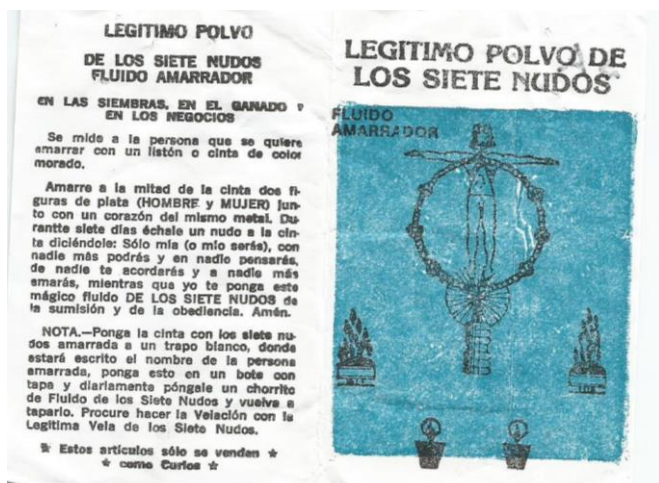 LEGITIMO POLVO
DE LOS SIETE NUDOS
FLUIDO AMARRADOR
EN LAS SIEMBRAS, EN EL GANADO Y
EN LOS NEGOCIOS
Se mide a la persona que se quiere
amarrar con un listón o cinta de color
morado.
Amarre a la mitad de la cinta dos fi-
guras de plata (HOMBRE y MUJER) jun-
to con un corazón del mismo metal. Du-
rantte siete días échale un nudo a la cin-
ta diciéndole: Sólo mía (o mío serás), con
nadie más podrás y en nadie pensarás,
de nadie te acordarás y a nadie más
amarás, mientras que yo te ponga este
mágico fluido DE LOS SIETE NUDOS de
la sumisión y de la obediencia. Amén.
NOTA.—Ponga la cinta con los siete nu-
dos amarrada a un trapo blanco, donde
estará escrito el nombre de la persona
amarrada, ponga esto en un bote con
tapa y diariamente póngale un chorrito
de Fluido de los Siete Nudos y vuelva a
taparlo. Procure hacer la Velación con la
Legitima Vela de los Siete Nudos.
★ Estos artículos sólo se venden ★
★ como Curios ★
LEGITIMO POLVO DE
LOS SIETE NUDOS
FLUIDO
AMARRADOR